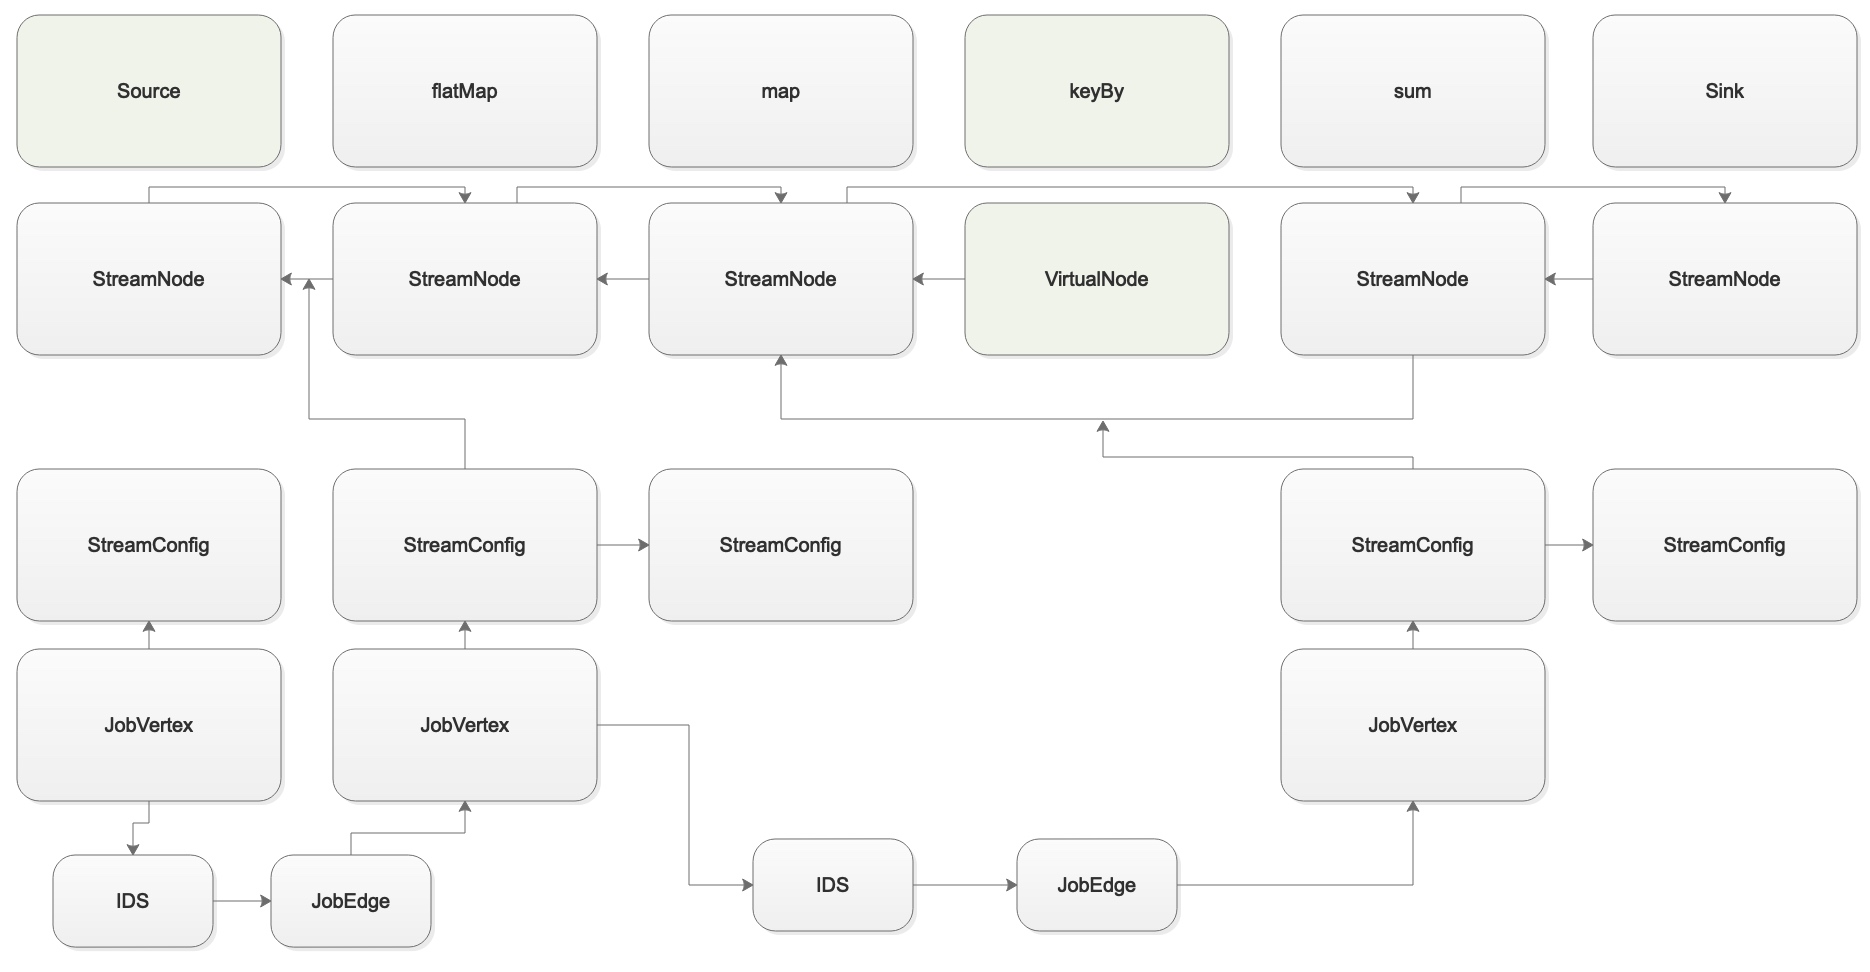 Source
flatMap
map
keyBy
sum
Sink
StreamNode
StreamNode
StreamNode
VirtualNode
StreamNode
StreamNode
StreamConfig
StreamConfig
StreamConfig
StreamConfig
StreamConfig
JobVertex
JobVertex
JobVertex
IDS
JobEdge
IDS
JobEdge